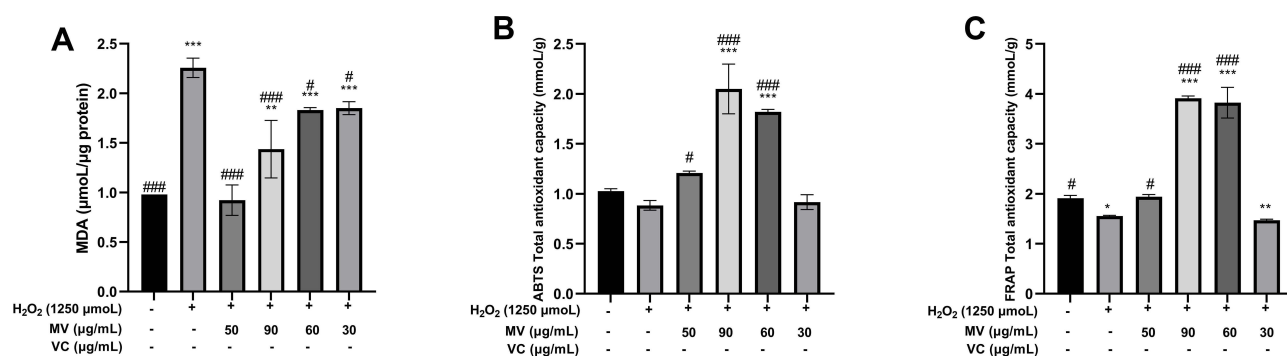 A
MDA (μmoL/μg protein)
2.5
2.0
1.5
1.0
0.5
0.0
###
***
###
###
**
#
***
#
***
H₂O₂ (1250 μmoL) - + + + + +
MV (μg/mL) - - 50 90 60 30
VC (μg/mL) - - - - - -
B
ABTS Total antioxidant capacity (mmoL/g)
2.5
2.0
1.5
1.0
0.5
0.0
#
###
***
###
***
H₂O₂ (1250 μmoL) - + + + + +
MV (μg/mL) - - 50 90 60 30
VC (μg/mL) - - - - - -
C
FRAP Total antioxidant capacity (mmoL/g)
5
4
3
2
1
0
#
*
#
###
***
###
***
**
H₂O₂ (1250 μmoL) - + + + + +
MV (μg/mL) - - 50 90 60 30
VC (μg/mL) - - - - - -